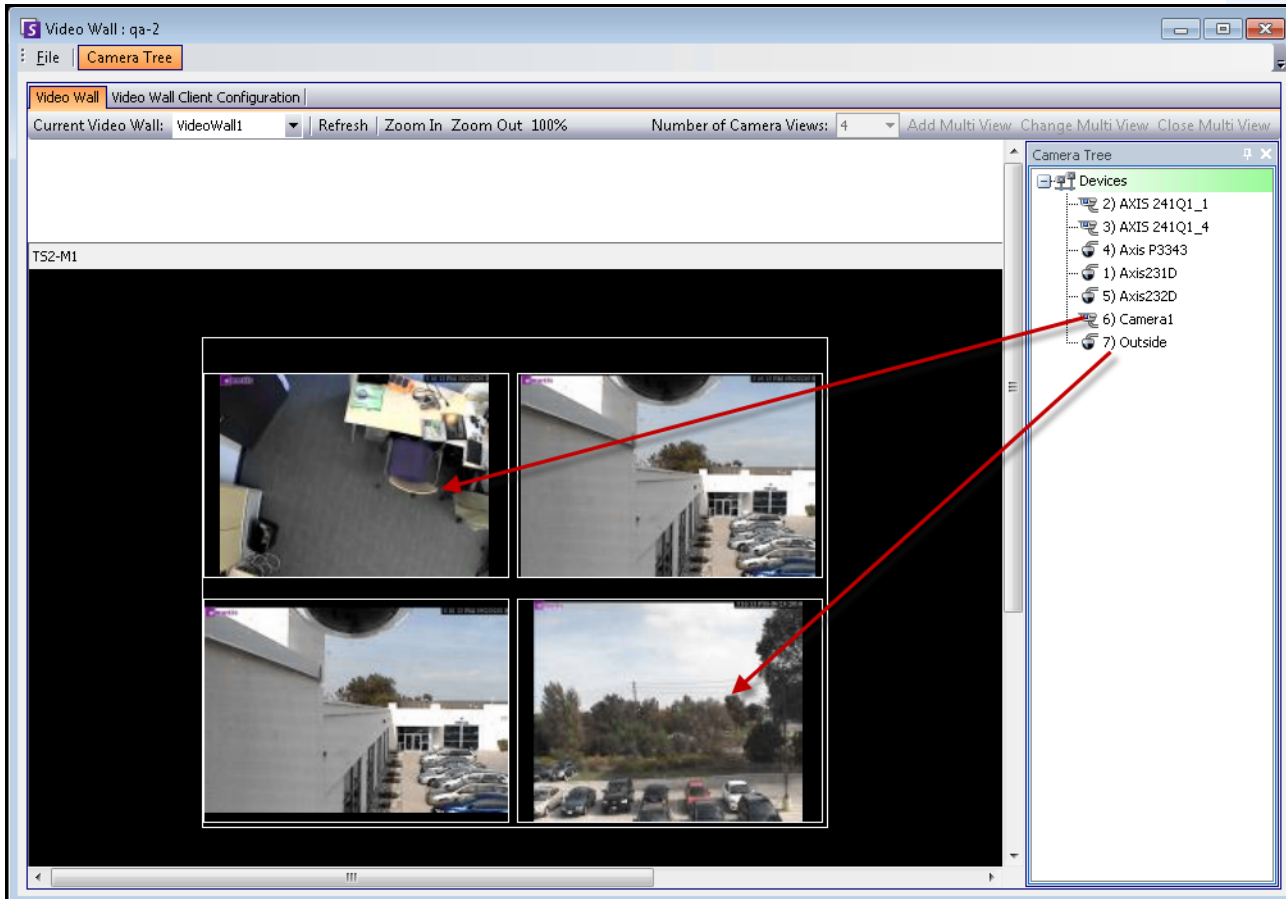 Video Wall : qa-2
File Camera Tree
Video Wall Video Wall Client Configuration
Current Video Wall: VideoWall1 Refresh Zoom In Zoom Out 100% Number of Camera Views: 4 Add Multi View Change Multi View Close Multi View
Camera Tree
Devices
2) AXIS 241Q1_1
3) AXIS 241Q1_4
4) Axis P3343
1) Axis231D
5) Axis232D
6) Camera1
7) Outside
TS2-M1